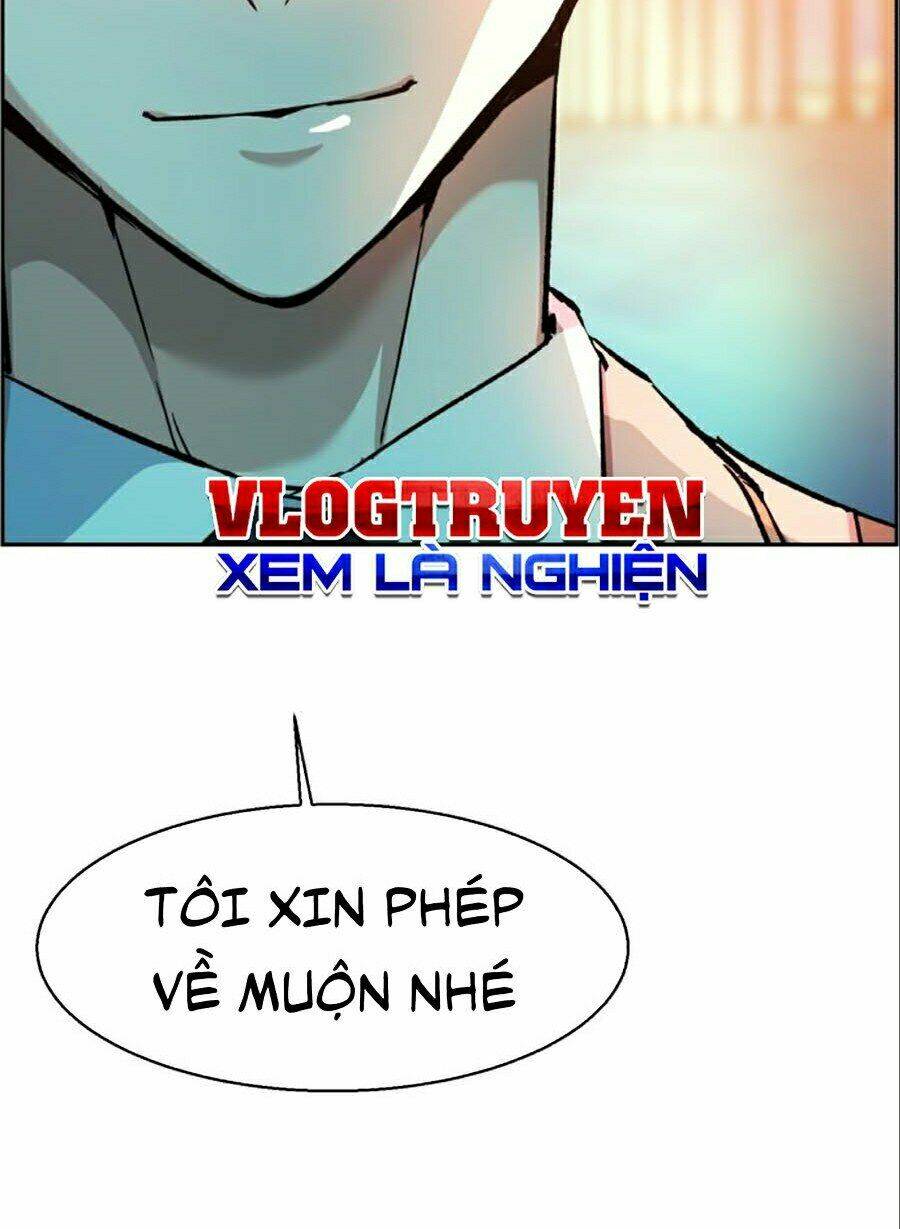 VLOGTRUYEN
XEM LÀ NGHIỆN
TÔI XIN PHÉP
VỀ MUỘN NHÉ